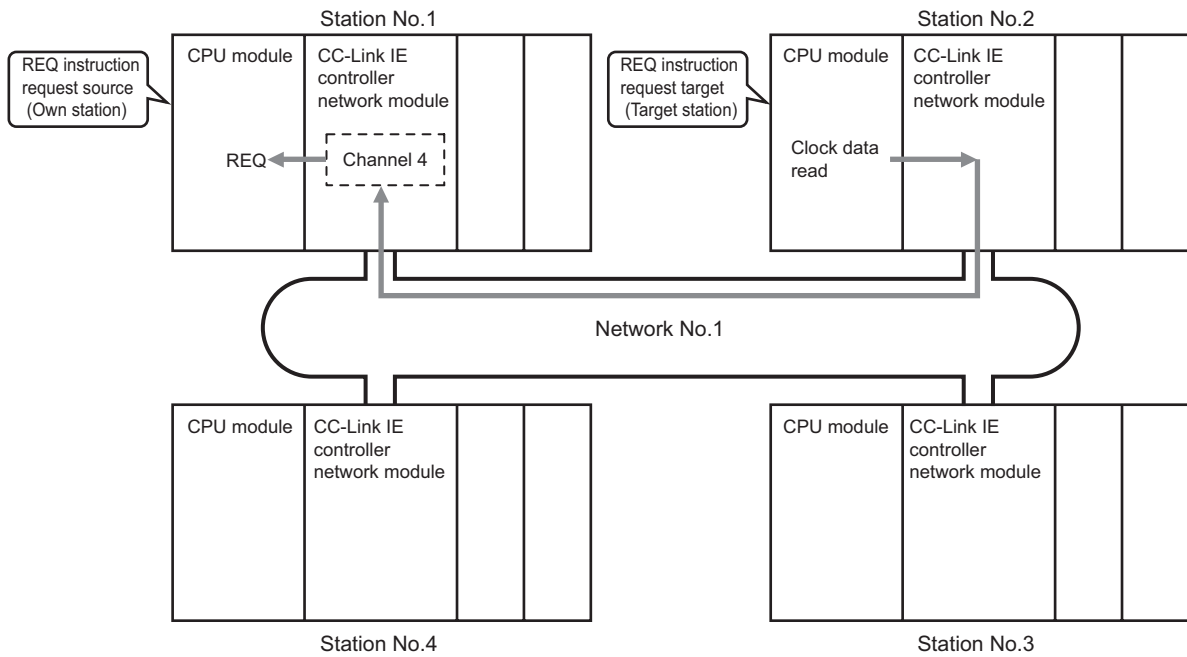 Station No.1
Station No.2
REQ instruction
request source
(Own station)
CPU module
CC-Link IE
controller
network module
REQ
Channel 4
REQ instruction
request target
(Target station)
CPU module
CC-Link IE
controller
network module
Clock data
read
Network No.1
CPU module
CC-Link IE
controller
network module
CPU module
CC-Link IE
controller
network module
Station No.4
Station No.3